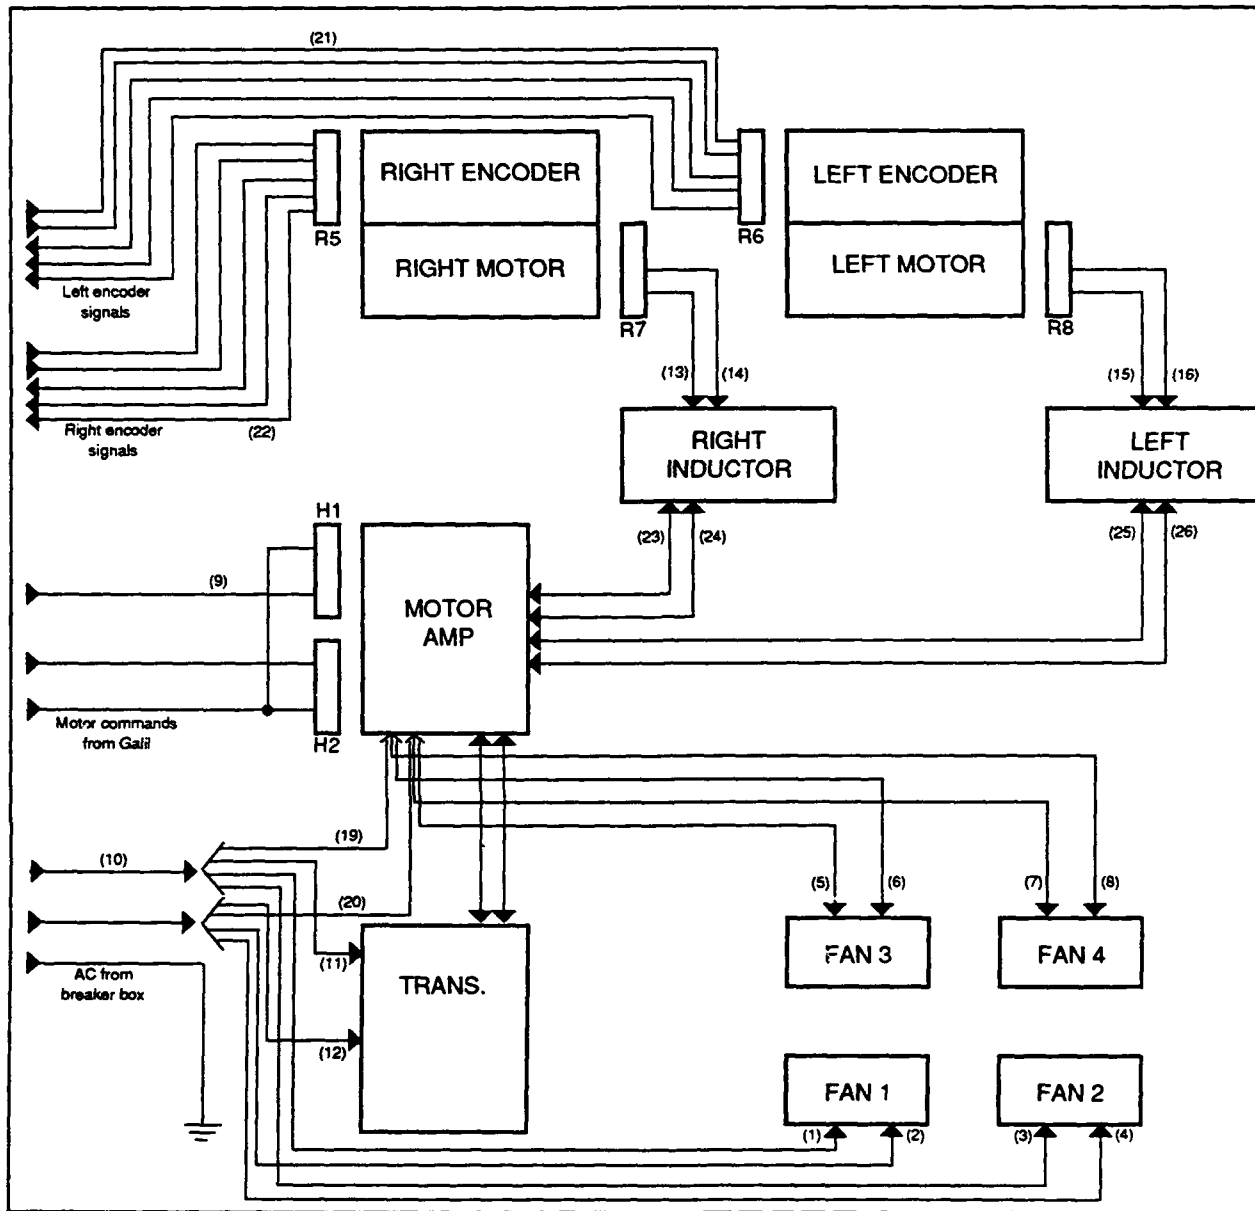 (21)
RIGHT ENCODER
LEFT ENCODER
R5
R6
RIGHT MOTOR
LEFT MOTOR
Left encoder
signals
R7
R8
(13)
(14)
(15)
(16)
Right encoder
signals
(22)
RIGHT
INDUCTOR
LEFT
INDUCTOR
H1
(23)
(24)
(25)
(26)
(9)
MOTOR
AMP
Motor commands
from Galil
H2
(19)
(10)
(5)
(6)
(7)
(8)
(20)
FAN 3
FAN 4
(11)
AC from
breaker box
TRANS.
(12)
FAN 1
FAN 2
(1)
(2)
(3)
(4)